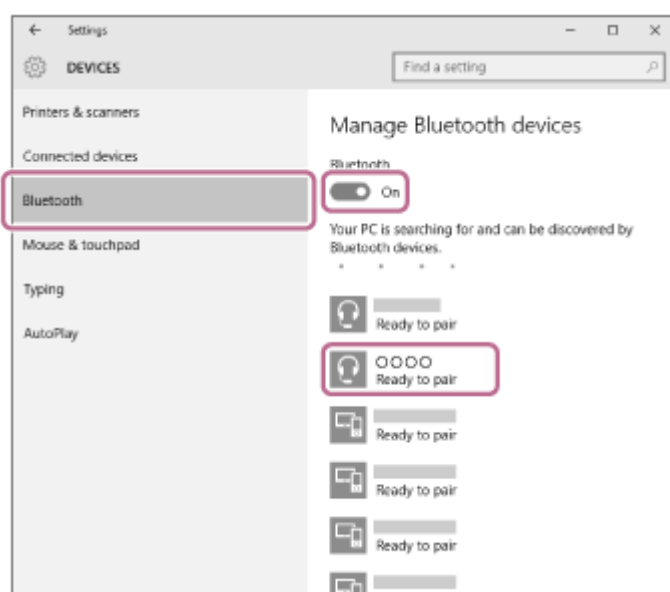 Settings
DEVICES
Find a setting
Printers & scanners
Connected devices
Bluetooth
Mouse & touchpad
Typing
AutoPlay
Manage Bluetooth devices
Bluetooth
On
Your PC is searching for and can be discovered by
Bluetooth devices.
Ready to pair
OOOO
Ready to pair
Ready to pair
Ready to pair
Ready to pair